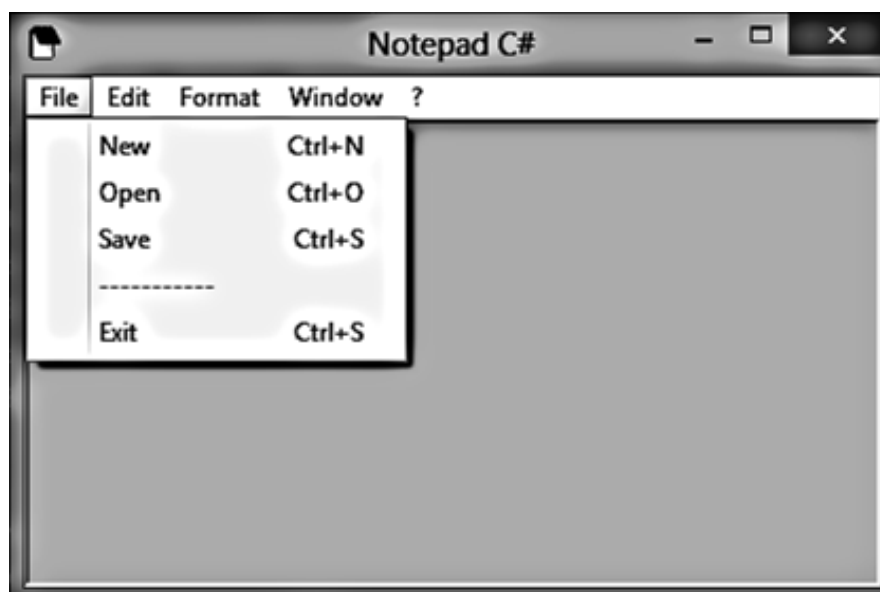 Notepad C#
File Edit Format Window ?
New Ctrl+N
Open Ctrl+O
Save Ctrl+S
-----------
Exit Ctrl+S